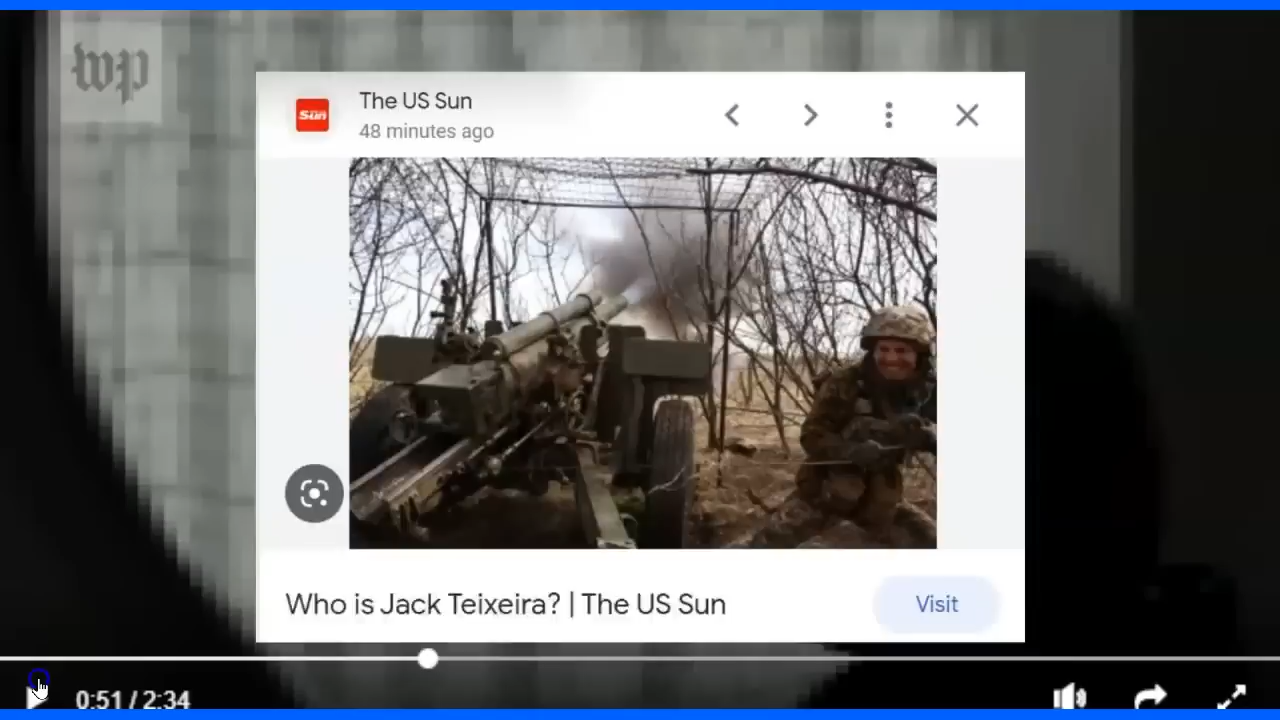 wp
The US Sun
Sun
48 minutes ago
Who is Jack Teixeira? | The US Sun
Visit
0:51 / 2:34